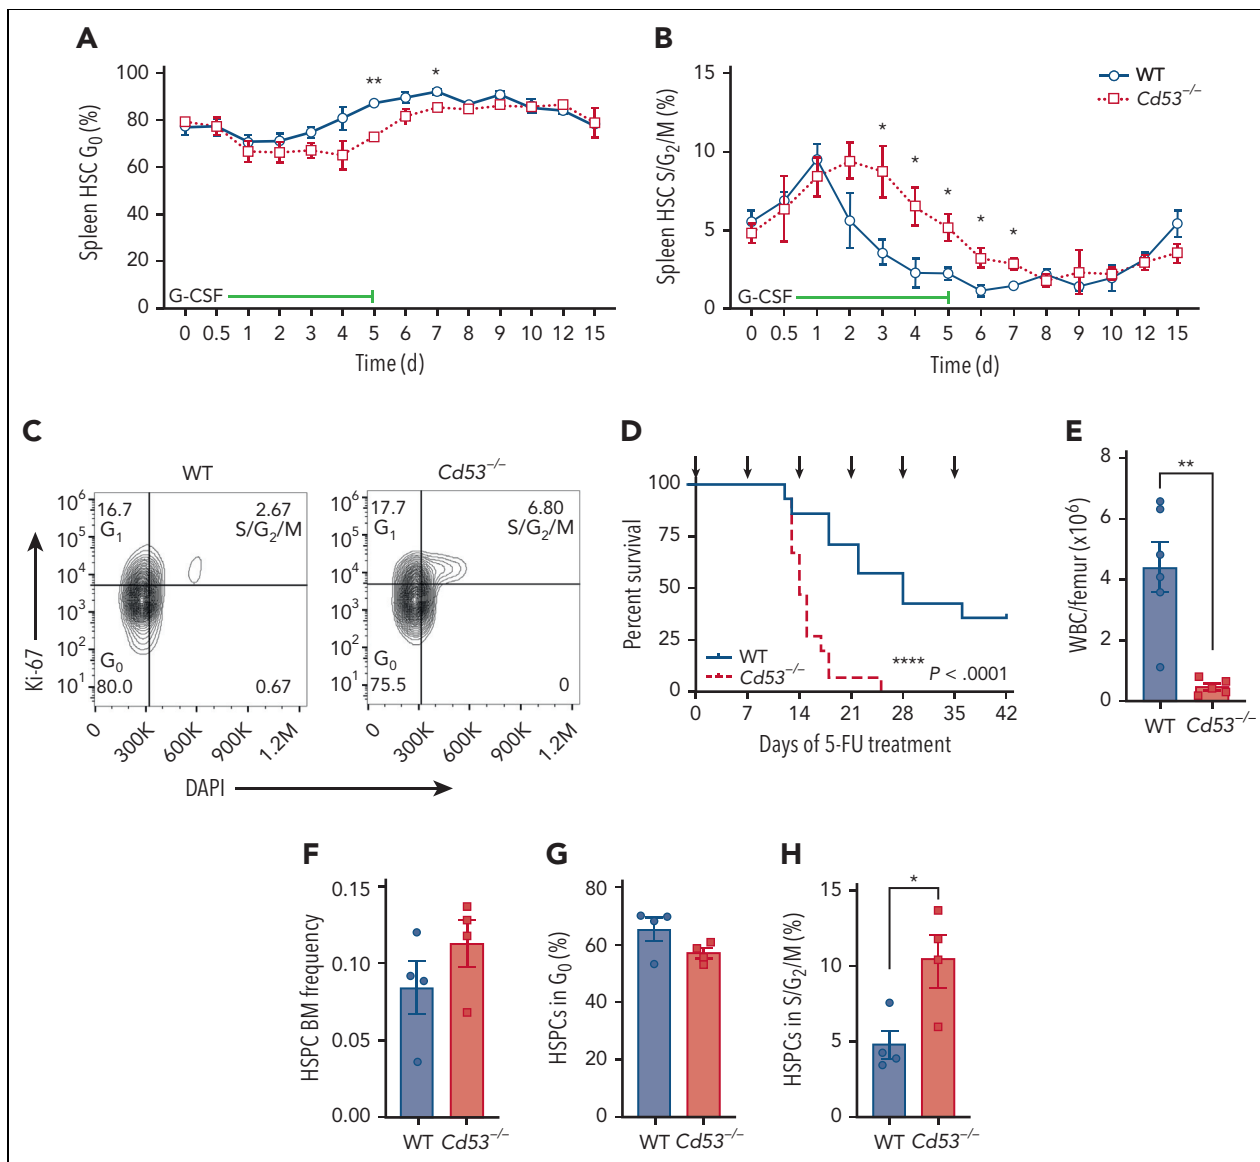 A
Spleen HSC G0 (%)
100
80
60
40
20
0
** *
G-CSF
0 0.5 1 2 3 4 5 6 7 8 9 10 12 15
Time (d)
B
Spleen HSC S/G2/M (%)
15
10
5
0
* * * * *
G-CSF
0 0.5 1 2 3 4 5 6 7 8 9 10 12 15
Time (d)
WT
Cd53−/−
C
WT
Cd53−/−
Ki-67
10^6
10^5
10^4
10^3
10^2
10^1
16.7
G1
2.67
S/G2/M
G0
80.0
0.67
0 300K 600K 900K 1.2M
10^6
10^5
10^4
10^3
10^2
10^1
17.7
G1
6.80
S/G2/M
G0
75.5
0
0 300K 600K 900K 1.2M
DAPI
D
Percent survival
100
75
50
25
0
WT
Cd53−/−
**** P < .0001
0 7 14 21 28 35 42
Days of 5-FU treatment
E
WBC/femur (x10^6)
8
6
4
2
0
**
WT Cd53−/−
F
HSPC BM frequency
0.15
0.10
0.05
0.00
WT Cd53−/−
G
HSPCs in G0 (%)
80
60
40
20
0
WT Cd53−/−
H
HSPCs in S/G2/M (%)
15
10
5
0
*
WT Cd53−/−